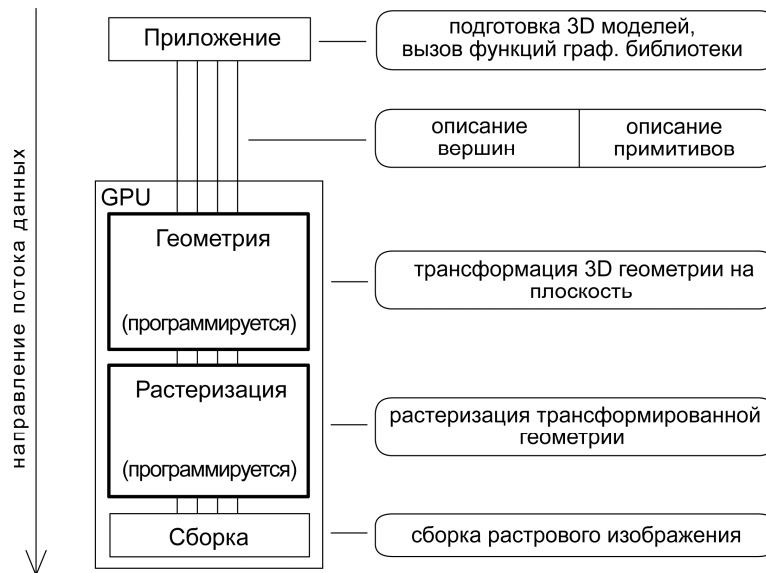 Приложение
подготовка 3D моделей,
вызов функций граф. библиотеки
описание
вершин
описание
примитивов
GPU
Геометрия
(программируется)
трансформация 3D геометрии на
плоскость
Растеризация
(программируется)
растеризация трансформированной
геометрии
Сборка
сборка растрового изображения
направление потока данных